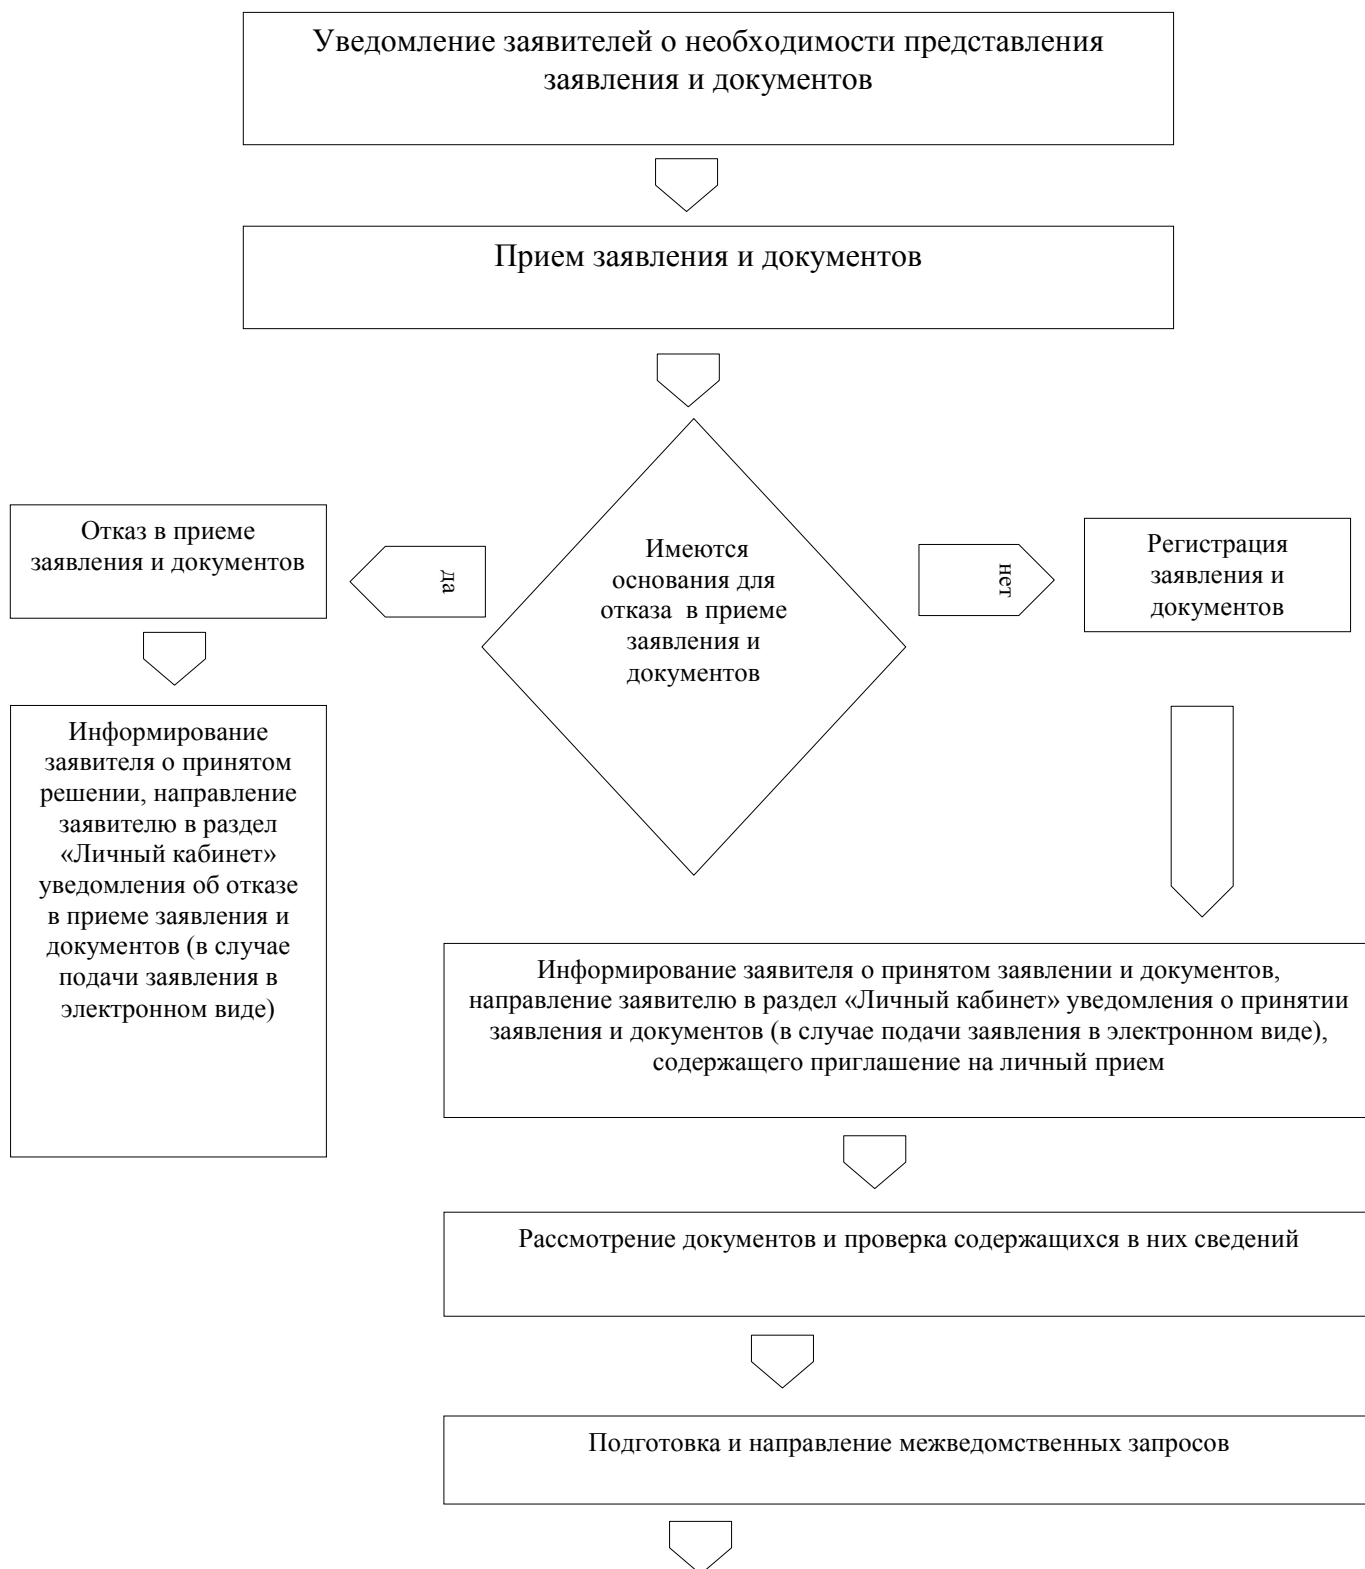 Уведомление заявителей о необходимости представления
заявления и документов
Прием заявления и документов
Имеются
основания для
отказа в приеме
заявления и
документов
да
нет
Отказ в приеме
заявления и документов
Регистрация
заявления и
документов
Информирование
заявителя о принятом
решении, направление
заявителю в раздел
«Личный кабинет»
уведомления об отказе
в приеме заявления и
документов (в случае
подачи заявления в
электронном виде)
Информирование заявителя о принятом заявлении и документов,
направление заявителю в раздел «Личный кабинет» уведомления о принятии
заявления и документов (в случае подачи заявления в электронном виде),
содержащего приглашение на личный прием
Рассмотрение документов и проверка содержащихся в них сведений
Подготовка и направление межведомственных запросов